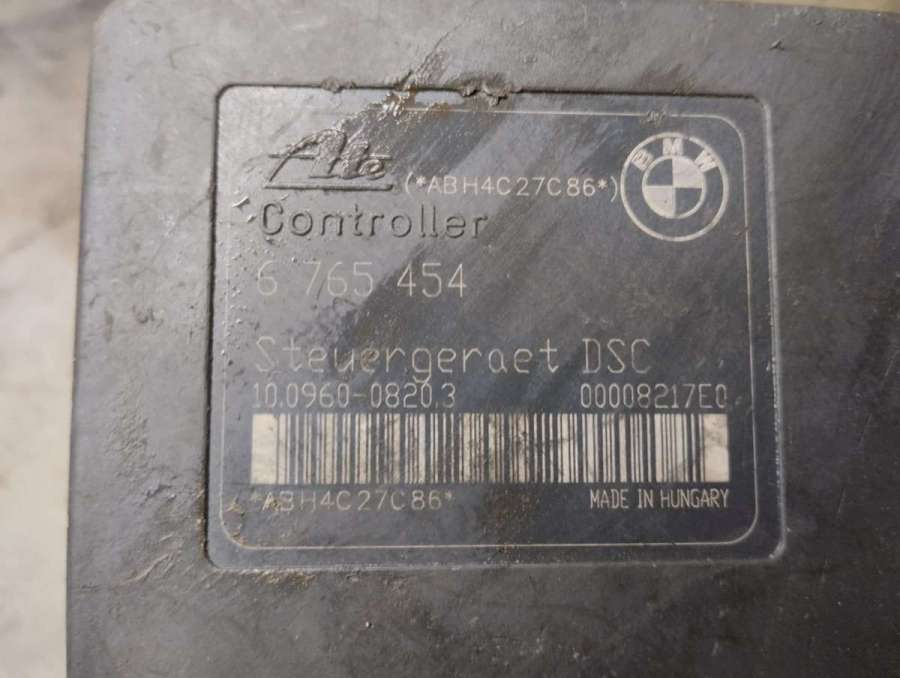 Ate (*ABH4C27C86*) BMW
Controller
6 765 454
Steuergeraet DSC
10.0960-0820.3 00008217E0
*ABH4C27C86* MADE IN HUNGARY